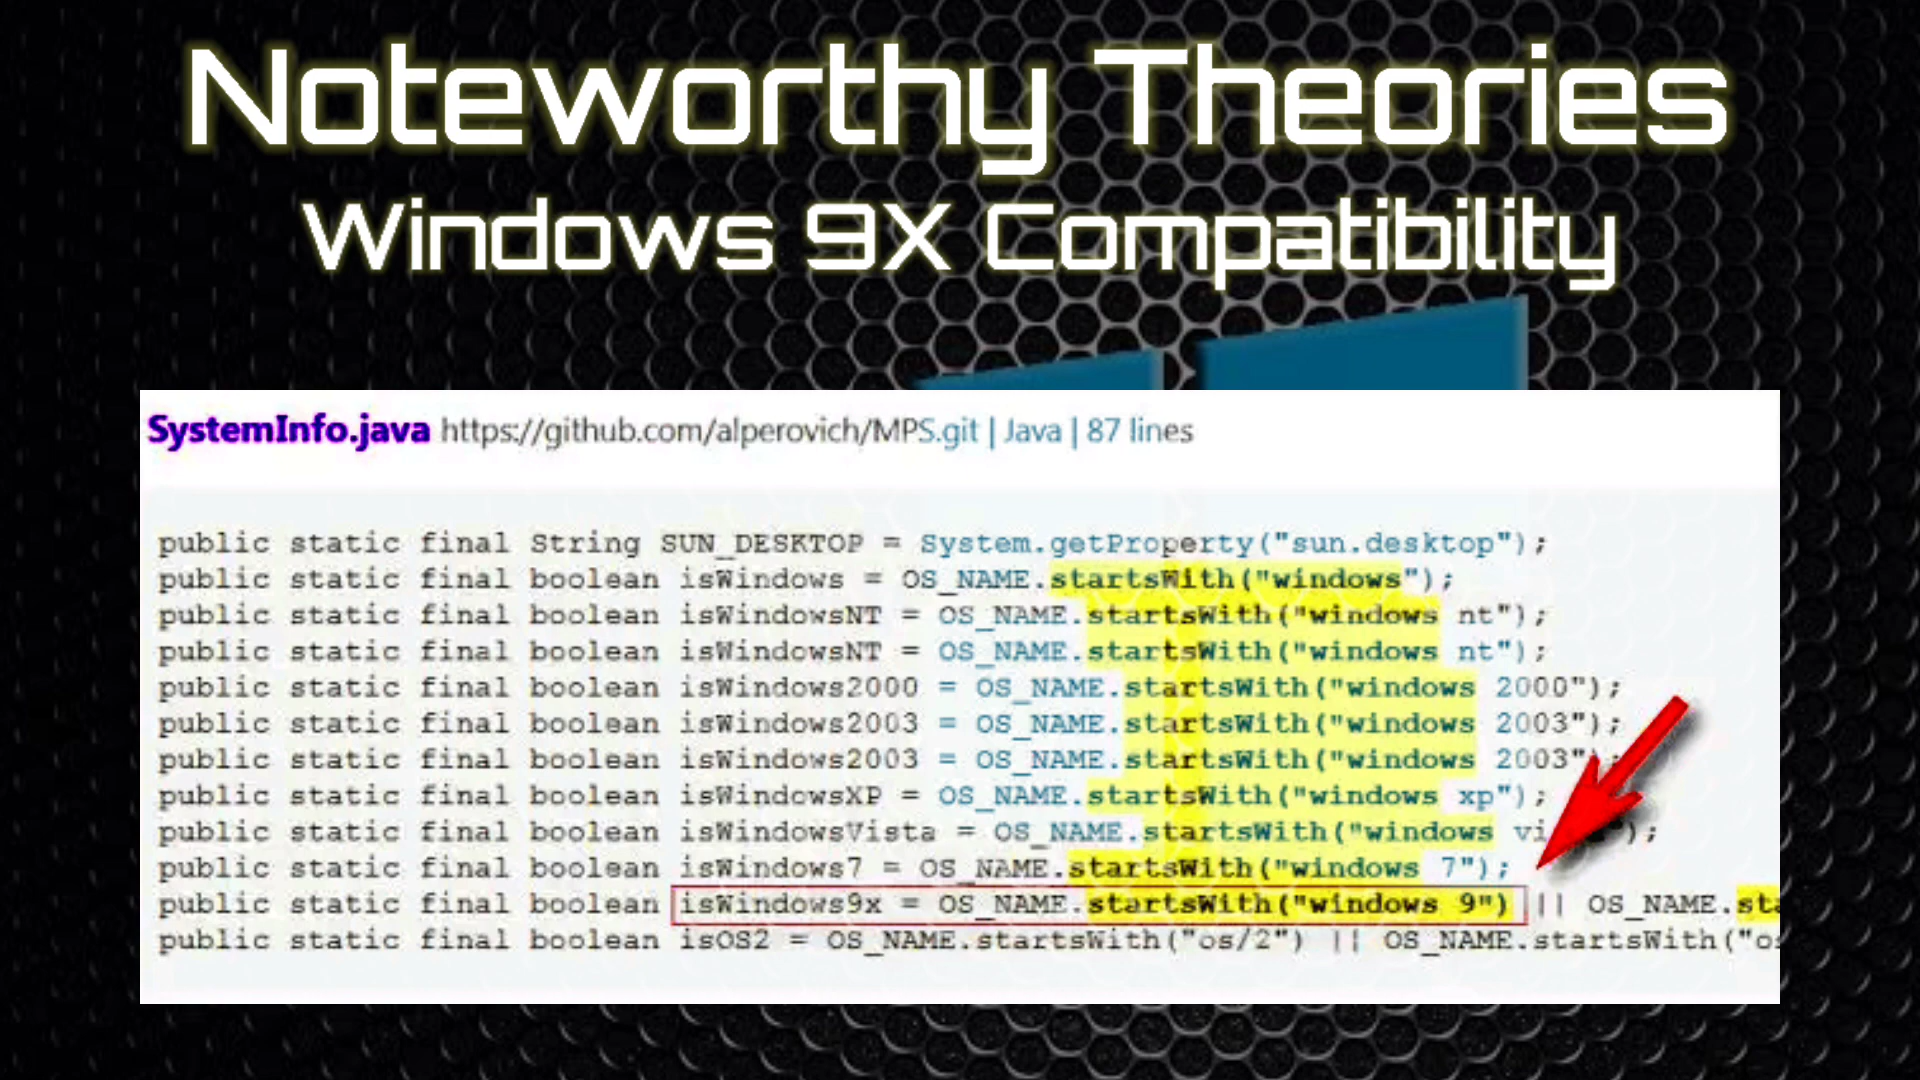 Noteworthy Theories
Windows 9X Compatibility
SystemInfo.java https://github.com/alperovich/MPS.git | Java | 87 lines
public static final String SUN_DESKTOP = System.getProperty("sun.desktop");
public static final boolean isWindows = OS_NAME.startsWith("windows");
public static final boolean isWindowsNT = OS_NAME.startsWith("windows nt");
public static final boolean isWindowsNT = OS_NAME.startsWith("windows nt");
public static final boolean isWindows2000 = OS_NAME.startsWith("windows 2000");
public static final boolean isWindows2003 = OS_NAME.startsWith("windows 2003");
public static final boolean isWindows2003 = OS_NAME.startsWith("windows 2003");
public static final boolean isWindowsXP = OS_NAME.startsWith("windows xp");
public static final boolean isWindowsVista = OS_NAME.startsWith("windows vi");
public static final boolean isWindows7 = OS_NAME.startsWith("windows 7");
public static final boolean isWindows9x = OS_NAME.startsWith("windows 9") || OS_NAME.sta
public static final boolean isOS2 = OS_NAME.startsWith("os/2") || OS_NAME.startsWith("os